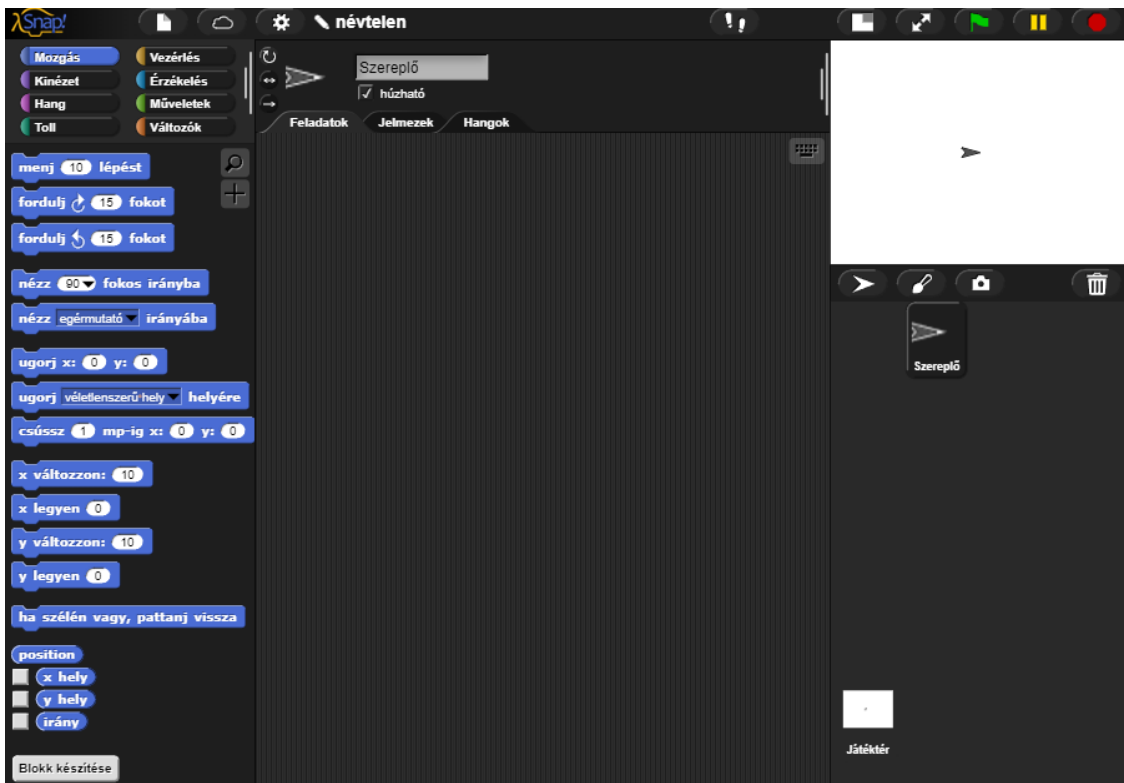 Snap!
névtelen
Mozgás
Vezérlés
Kinézet
Érzékelés
Hang
Műveletek
Toll
Változók
Szereplő
húzható
Feladatok
Jelmezek
Hangok
menj 10 lépést
fordulj 15 fokot
fordulj 15 fokot
nézz 90 fokos irányba
nézz egérmutató irányába
ugorj x: 0 y: 0
ugorj véletlenszerű hely helyére
csússz 1 mp-ig x: 0 y: 0
x változzon: 10
x legyen 0
y változzon: 10
y legyen 0
ha szélén vagy, pattanj vissza
position
x hely
y hely
irány
Blokk készítése
Szereplő
Játéktér